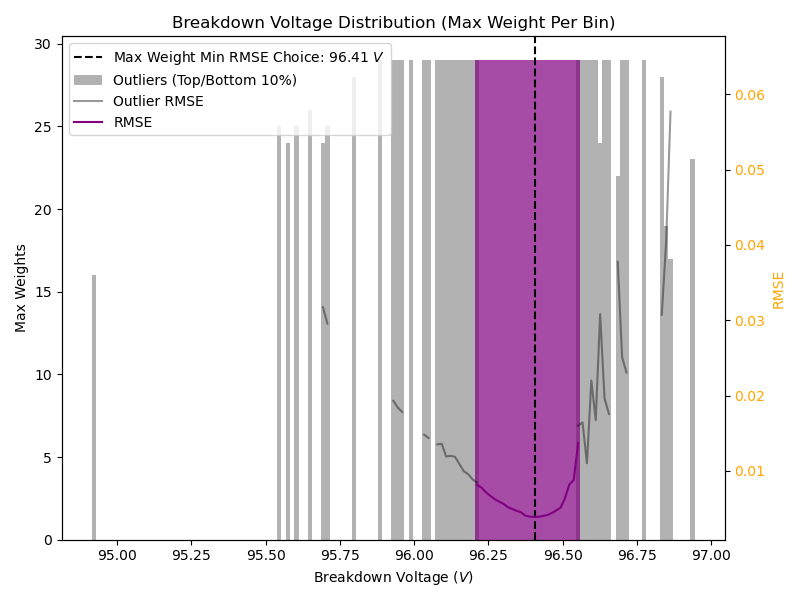 Breakdown Voltage Distribution (Max Weight Per Bin)
Max Weight Min RMSE Choice: 96.41 V
Outliers (Top/Bottom 10%)
Outlier RMSE
RMSE
30
25
20
15
10
5
0
Max Weights
0.06
0.05
0.04
0.03
0.02
0.01
RMSE
95.00 95.25 95.50 95.75 96.00 96.25 96.50 96.75 97.00
Breakdown Voltage (V)